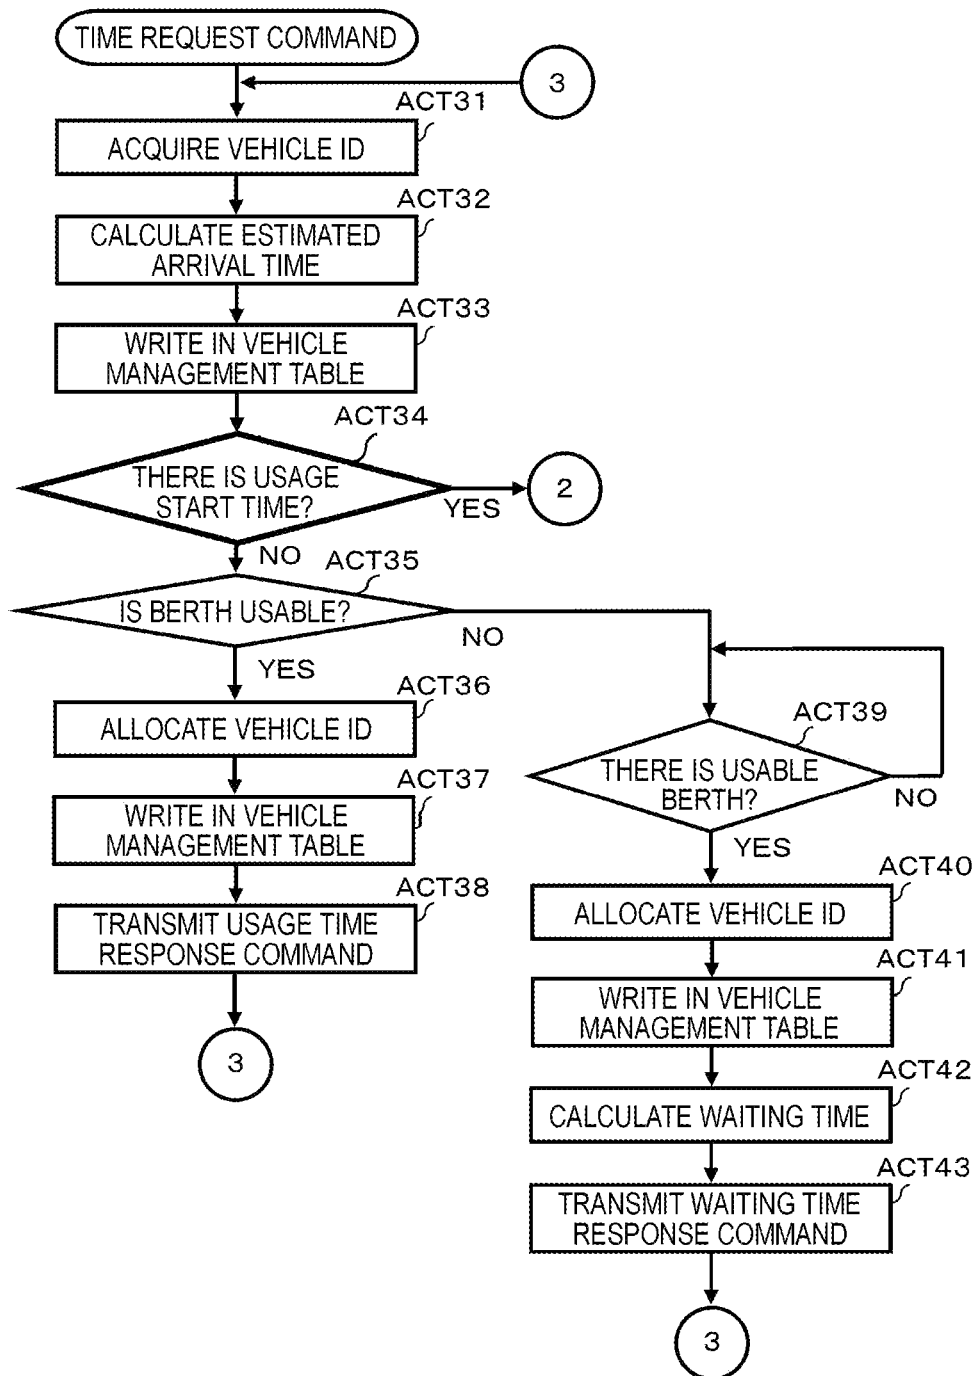 TIME REQUEST COMMAND
3
ACT31
ACQUIRE VEHICLE ID
ACT32
CALCULATE ESTIMATED
ARRIVAL TIME
ACT33
WRITE IN VEHICLE
MANAGEMENT TABLE
ACT34
THERE IS USAGE
START TIME?
YES
2
NO
ACT35
IS BERTH USABLE?
NO
YES
ACT36
ALLOCATE VEHICLE ID
ACT37
WRITE IN VEHICLE
MANAGEMENT TABLE
ACT38
TRANSMIT USAGE TIME
RESPONSE COMMAND
3
ACT39
THERE IS USABLE
BERTH?
NO
YES
ACT40
ALLOCATE VEHICLE ID
ACT41
WRITE IN VEHICLE
MANAGEMENT TABLE
ACT42
CALCULATE WAITING TIME
ACT43
TRANSMIT WAITING TIME
RESPONSE COMMAND
3